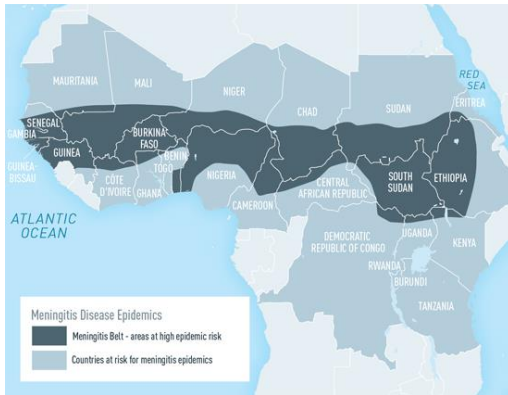 RED
SEA
MAURITANIA
MALI
NIGER
CHAD
SUDAN
ERITREA
SENEGAL
GAMBIA
GUINEA-
BISSAU
GUINEA
BURKINA
FASO
BENIN
TOGO
CÔTE
D'IVOIRE
GHANA
NIGERIA
CAMEROON
CENTRAL
AFRICAN REPUBLIC
SOUTH
SUDAN
ETHIOPIA
ATLANTIC
OCEAN
DEMOCRATIC
REPUBLIC OF CONGO
UGANDA
KENYA
RWANDA
BURUNDI
TANZANIA
Meningitis Disease Epidemics
Meningitis Belt - areas at high epidemic risk
Countries at risk for meningitis epidemics